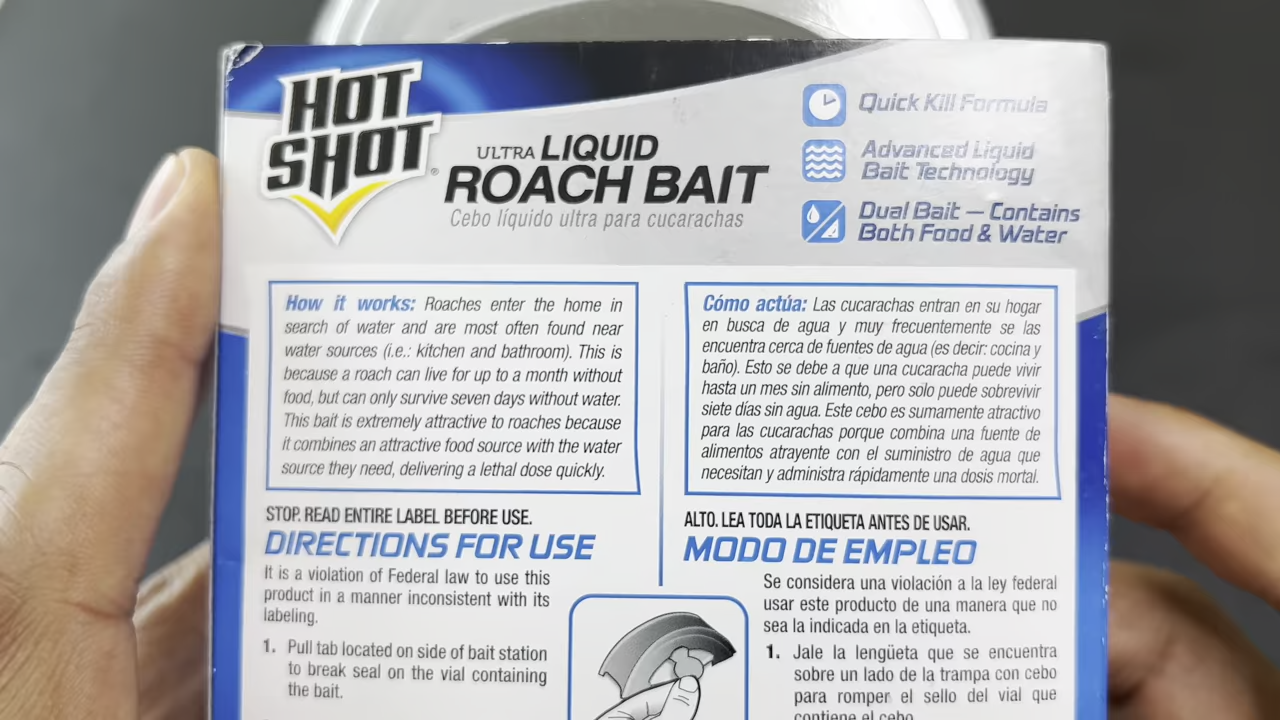 HOT
SHOT®
ULTRA LIQUID
ROACH BAIT
Cebo líquido ultra para cucarachas
Quick Kill Formula
Advanced Liquid
Bait Technology
Dual Bait – Contains
Both Food & Water
How it works: Roaches enter the home in
search of water and are most often found near
water sources (i.e.: kitchen and bathroom). This is
because a roach can live for up to a month without
food, but can only survive seven days without water.
This bait is extremely attractive to roaches because
it combines an attractive food source with the water
source they need, delivering a lethal dose quickly.
STOP. READ ENTIRE LABEL BEFORE USE.
DIRECTIONS FOR USE
It is a violation of Federal law to use this
product in a manner inconsistent with its
labeling.
1. Pull tab located on side of bait station
to break seal on the vial containing
the bait.
Cómo actúa: Las cucarachas entran en su hogar
en busca de agua y muy frecuentemente se las
encuentra cerca de fuentes de agua (es decir: cocina y
baño). Esto se debe a que una cucaracha puede vivir
hasta un mes sin alimento, pero solo puede sobrevivir
siete días sin agua. Este cebo es sumamente atractivo
para las cucarachas porque combina una fuente de
alimentos atrayente con el suministro de agua que
necesitan y administra rápidamente una dosis mortal.
ALTO. LEA TODA LA ETIQUETA ANTES DE USAR.
MODO DE EMPLEO
Se considera una violación a la ley federal
usar este producto de una manera que no
sea la indicada en la etiqueta.
1. Jale la lengüeta que se encuentra
sobre un lado de la trampa con cebo
para romper el sello del vial que
contiene el cebo.